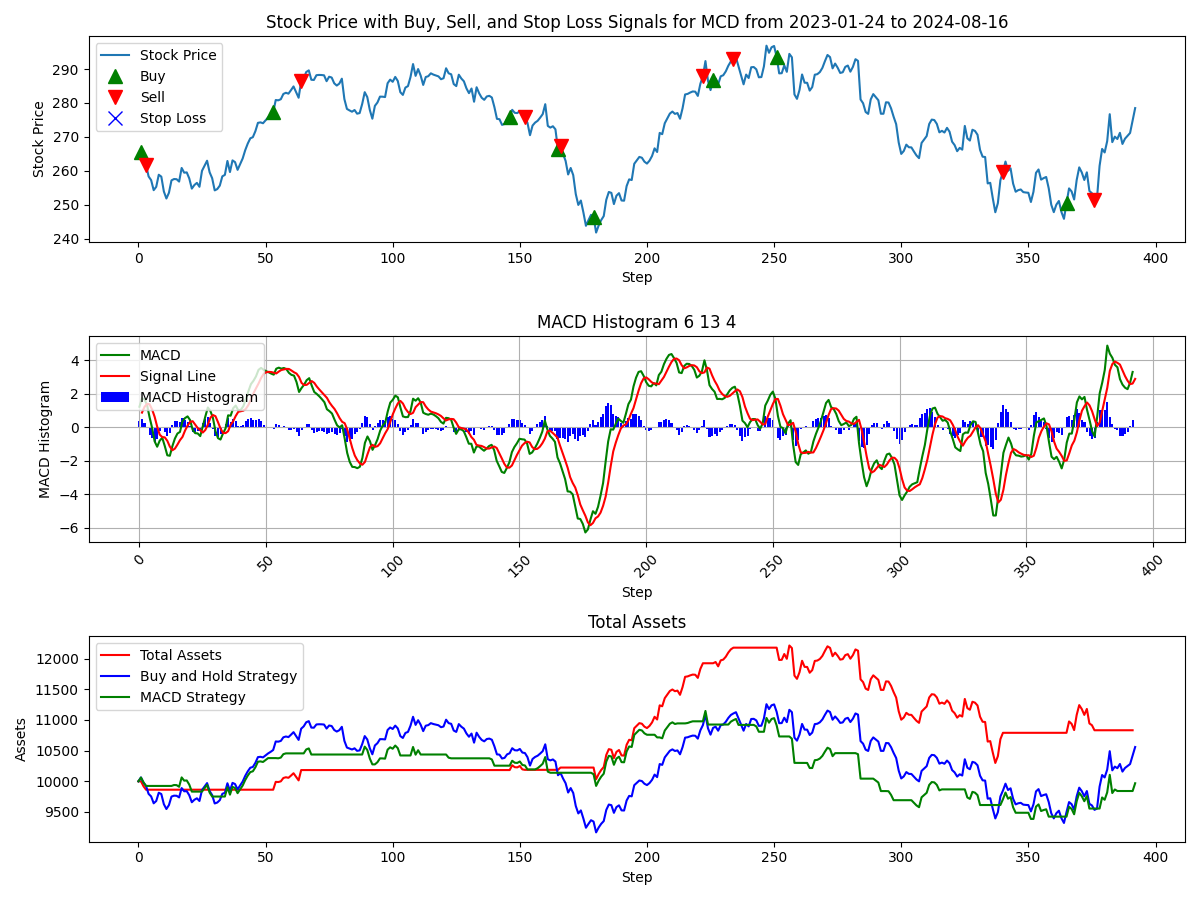 Stock Price with Buy, Sell, and Stop Loss Signals for MCD from 2023-01-24 to 2024-08-16
Stock Price
Stock Price
Buy
Sell
Stop Loss
290
280
270
260
250
240
0 50 100 150 200 250 300 350 400
Step
MACD Histogram 6 13 4
MACD Histogram
MACD
Signal Line
MACD Histogram
4
2
0
−2
−4
−6
0 50 100 150 200 250 300 350 400
Step
Total Assets
Assets
Total Assets
Buy and Hold Strategy
MACD Strategy
12000
11500
11000
10500
10000
9500
0 50 100 150 200 250 300 350 400
Step